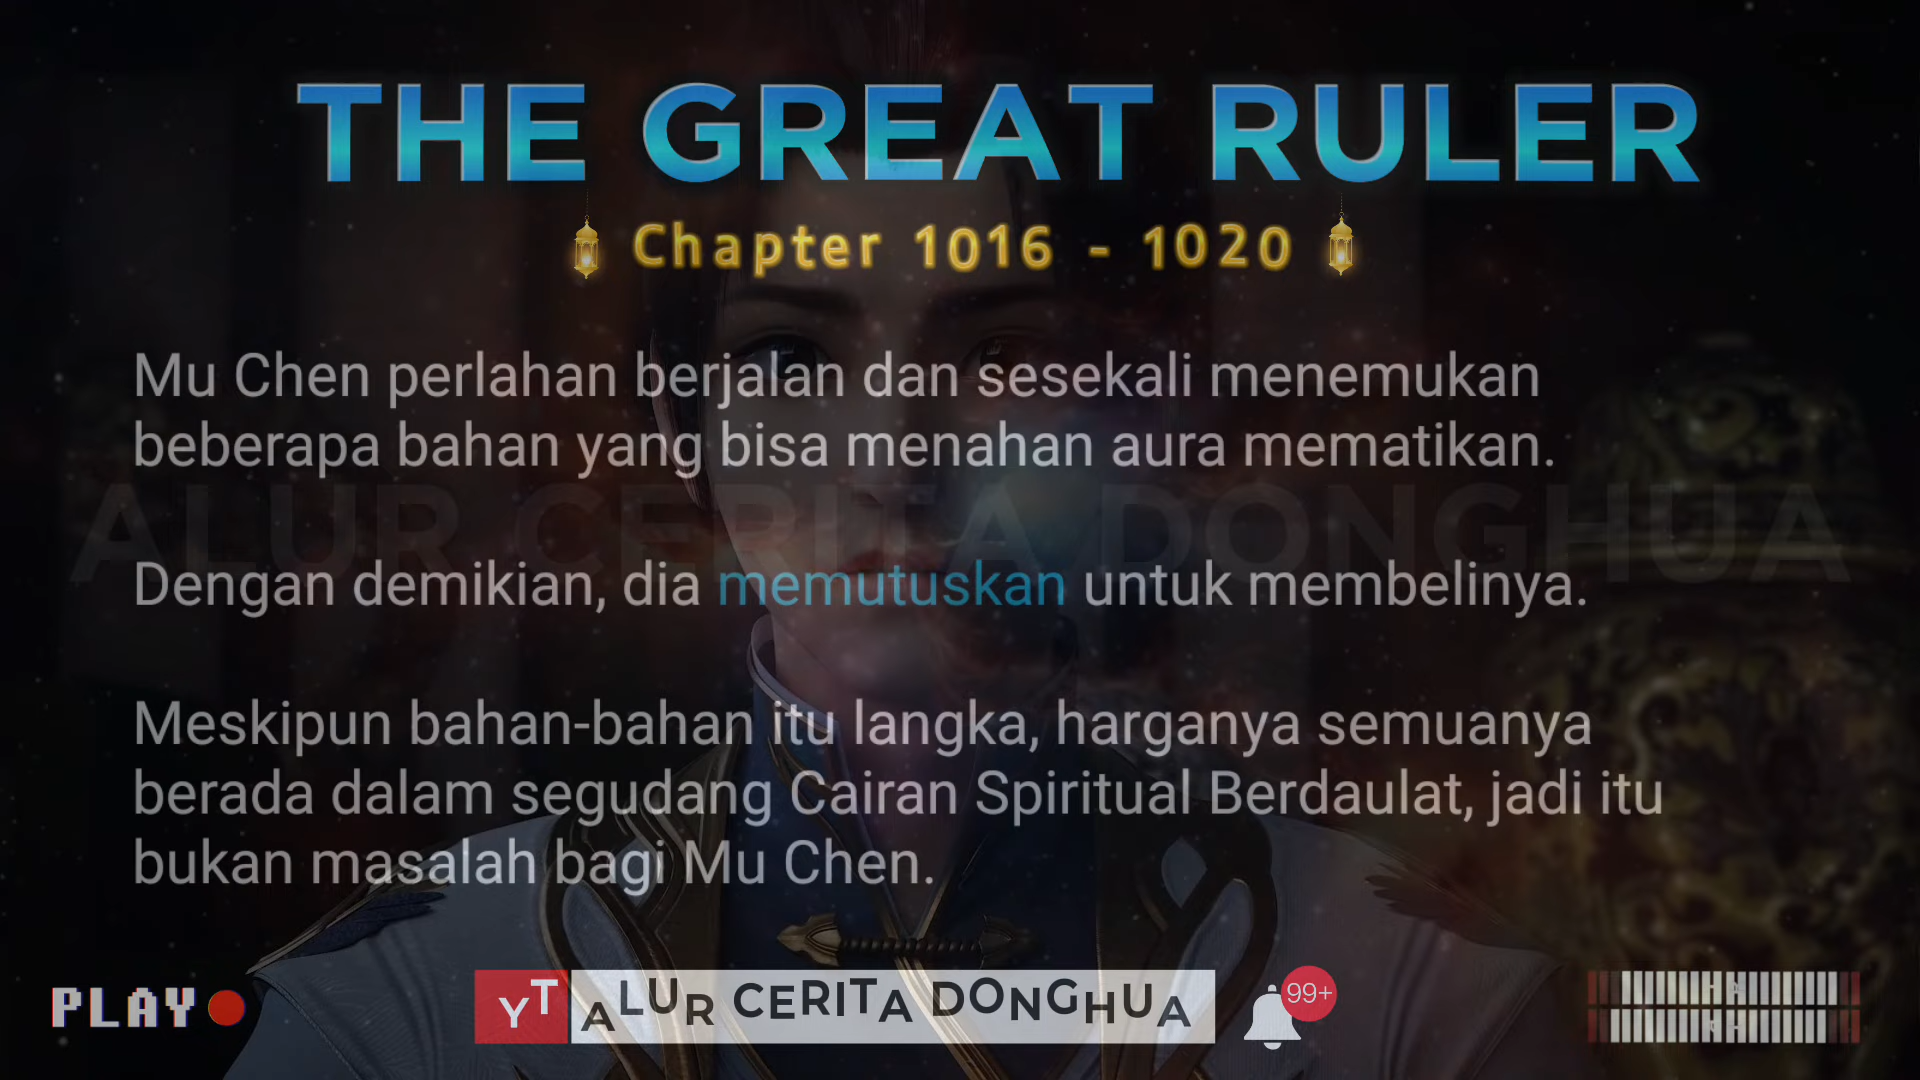 THE GREAT RULER
Chapter 1016 - 1020
Mu Chen perlahan berjalan dan sesekali menemukan
beberapa bahan yang bisa menahan aura mematikan.
ALUR CERITA DONGHUA
Dengan demikian, dia memutuskan untuk membelinya.
Meskipun bahan-bahan itu langka, harganya semuanya
berada dalam segudang Cairan Spiritual Berdaulat, jadi itu
bukan masalah bagi Mu Chen.
PLAY
YT ALUR CERITA DONGHUA
99+